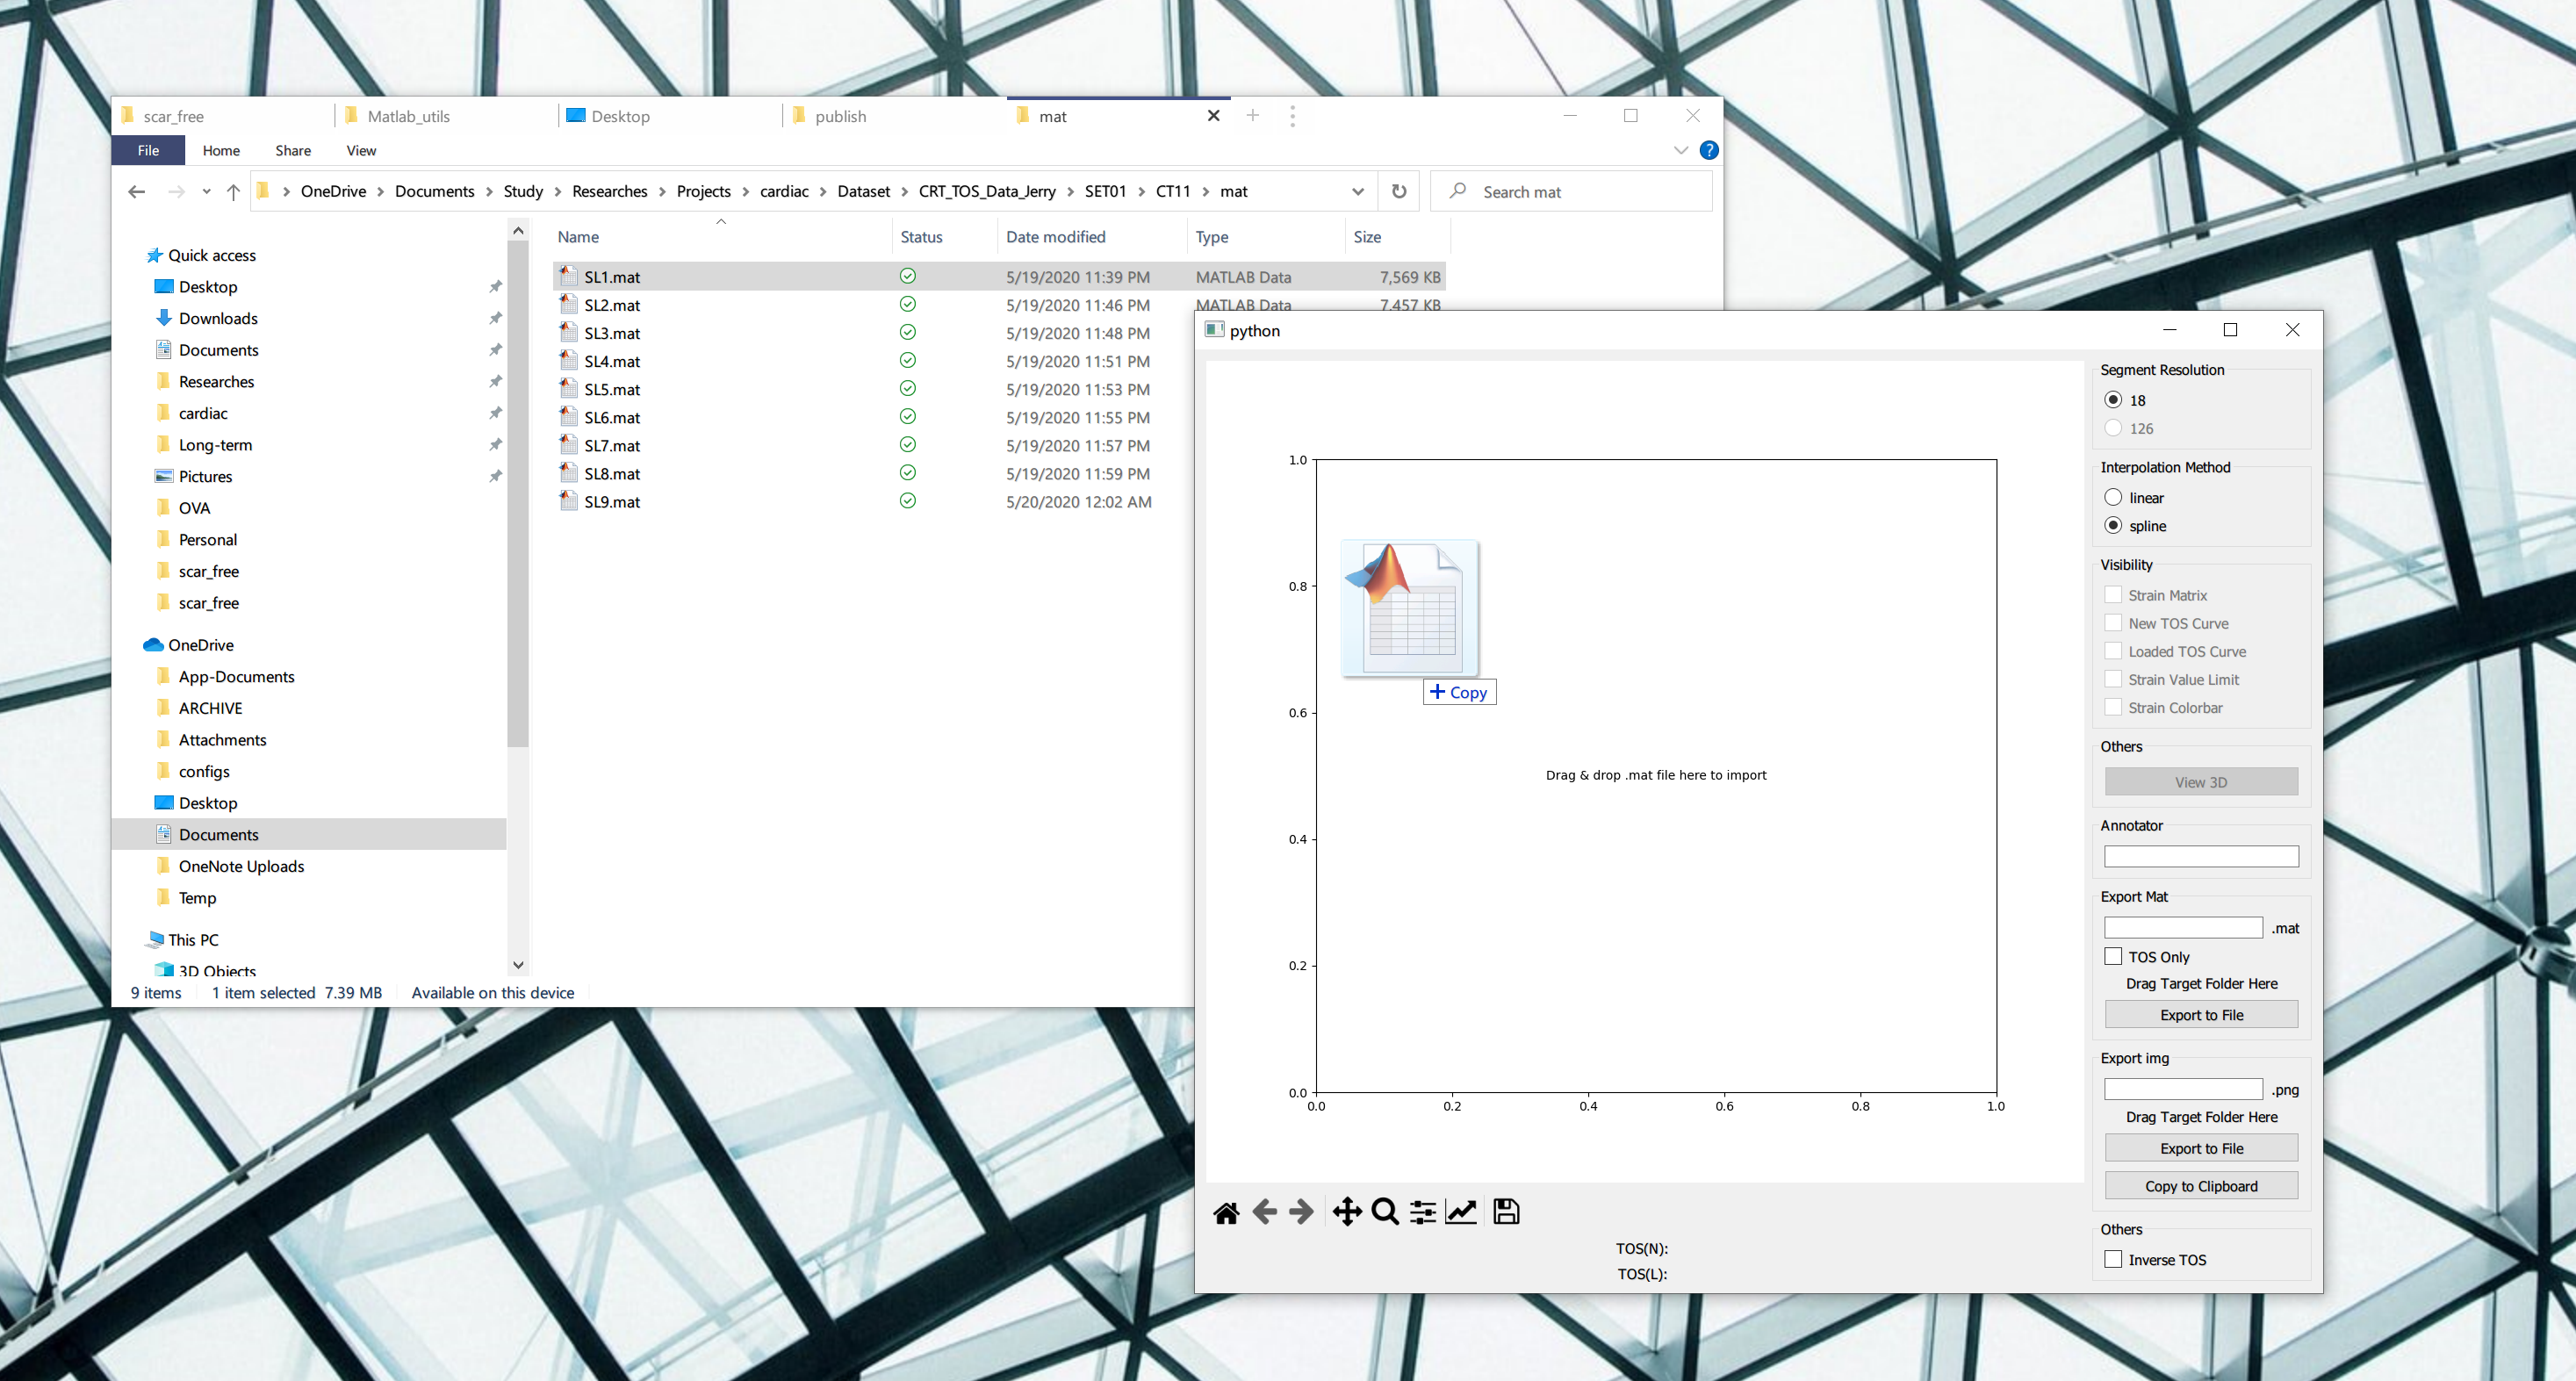 scar_free
Matlab_utils
Desktop
publish
mat
File
Home
Share
View
?
OneDrive
Documents
Study
Researches
Projects
cardiac
Dataset
CRT_TOS_Data_Jerry
SET01
CT11
mat
Search mat
Quick access
Desktop
Downloads
Documents
Researches
cardiac
Long-term
Pictures
OVA
Personal
scar_free
scar_free
OneDrive
App-Documents
ARCHIVE
Attachments
configs
Desktop
Documents
OneNote Uploads
Temp
This PC
3D Objects
Name Status Date modified Type Size
SL1.mat 5/19/2020 11:39 PM MATLAB Data 7,569 KB
SL2.mat 5/19/2020 11:46 PM MATLAB Data 7,457 KB
SL3.mat 5/19/2020 11:48 PM
SL4.mat 5/19/2020 11:51 PM
SL5.mat 5/19/2020 11:53 PM
SL6.mat 5/19/2020 11:55 PM
SL7.mat 5/19/2020 11:57 PM
SL8.mat 5/19/2020 11:59 PM
SL9.mat 5/20/2020 12:02 AM
9 items 1 item selected 7.39 MB Available on this device
python
1.0
0.8
0.6
0.4
0.2
0.0
0.0 0.2 0.4 0.6 0.8 1.0
+ Copy
Drag & drop .mat file here to import
TOS(N):
TOS(L):
Segment Resolution
18
126
Interpolation Method
linear
spline
Visibility
Strain Matrix
New TOS Curve
Loaded TOS Curve
Strain Value Limit
Strain Colorbar
Others
View 3D
Annotator
Export Mat
.mat
TOS Only
Drag Target Folder Here
Export to File
Export img
.png
Drag Target Folder Here
Export to File
Copy to Clipboard
Others
Inverse TOS